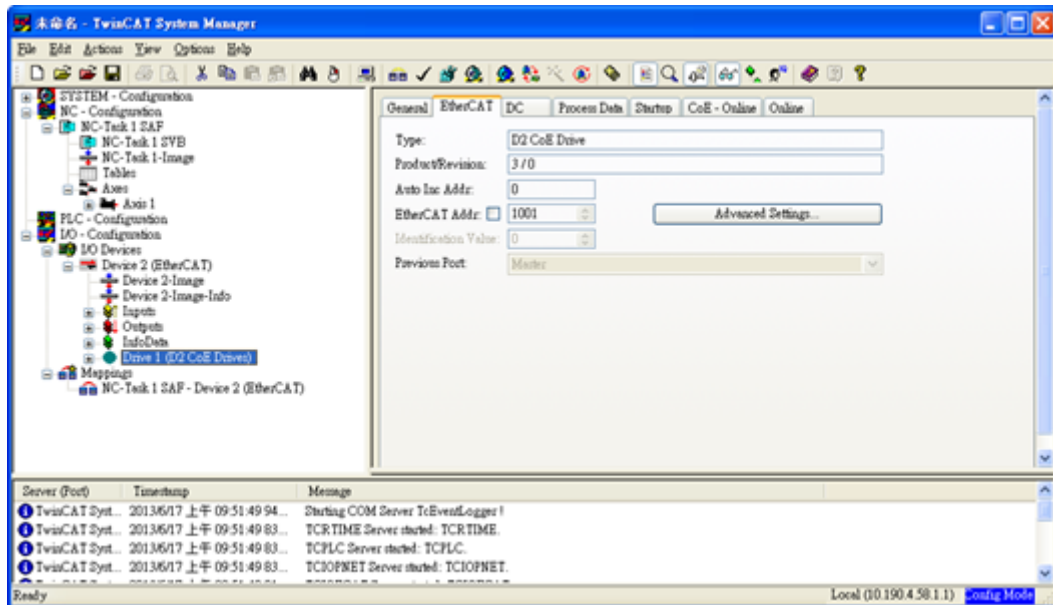 未命名 - TwinCAT System Manager
File Edit Actions View Options Help
SYSTEM - Configuration
NC - Configuration
NC-Task 1 SAF
NC-Task 1 SVB
NC-Task 1-Image
Tables
Axes
Axis 1
PLC - Configuration
I/O - Configuration
I/O Devices
Device 2 (EtherCAT)
Device 2-Image
Device 2-Image-Info
Inputs
Outputs
InfoData
Drive 1 (D2 CoE Drives)
Mappings
NC-Task 1 SAF - Device 2 (EtherCAT)
General EtherCAT DC Process Data Startup CoE - Online Online
Type: D2 CoE Drive
Product/Revision: 3 / 0
Auto Inc Addr: 0
EtherCAT Addr: 1001 Advanced Settings...
Identification Value: 0
Previous Port: Master
Server (Port) Timestamp Message
TwinCAT Syst... 2013/6/17 上午 09:51:49 94... Starting COM Server TcEventLogger !
TwinCAT Syst... 2013/6/17 上午 09:51:49 83... TCRTIME Server started: TCRTIME.
TwinCAT Syst... 2013/6/17 上午 09:51:49 83... TCPLC Server started: TCPLC.
TwinCAT Syst... 2013/6/17 上午 09:51:49 83... TCIOPNET Server started: TCIOPNET.
Ready Local (10.190.4.58.1.1) Config Mode